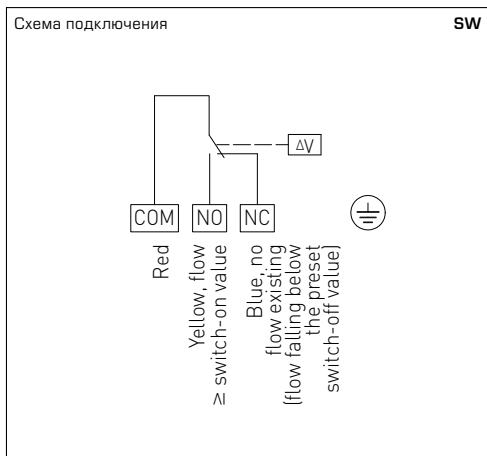 Схема подключения
SW
ΔV
COM
NO
NC
Red
Yellow, flow
≥ switch-on value
Blue, no
flow existing
(flow falling below
the preset
switch-off value)